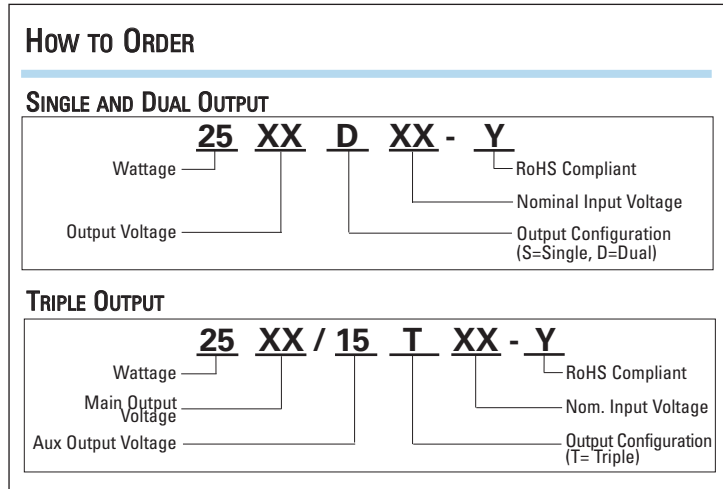 HOW TO ORDER
SINGLE AND DUAL OUTPUT
25 XX D XX - Y
Wattage
RoHS Compliant
Nominal Input Voltage
Output Voltage
Output Configuration
(S=Single, D=Dual)
TRIPLE OUTPUT
25 XX / 15 T XX - Y
Wattage
RoHS Compliant
Main Output
Voltage
Nom. Input Voltage
Aux Output Voltage
Output Configuration
(T= Triple)